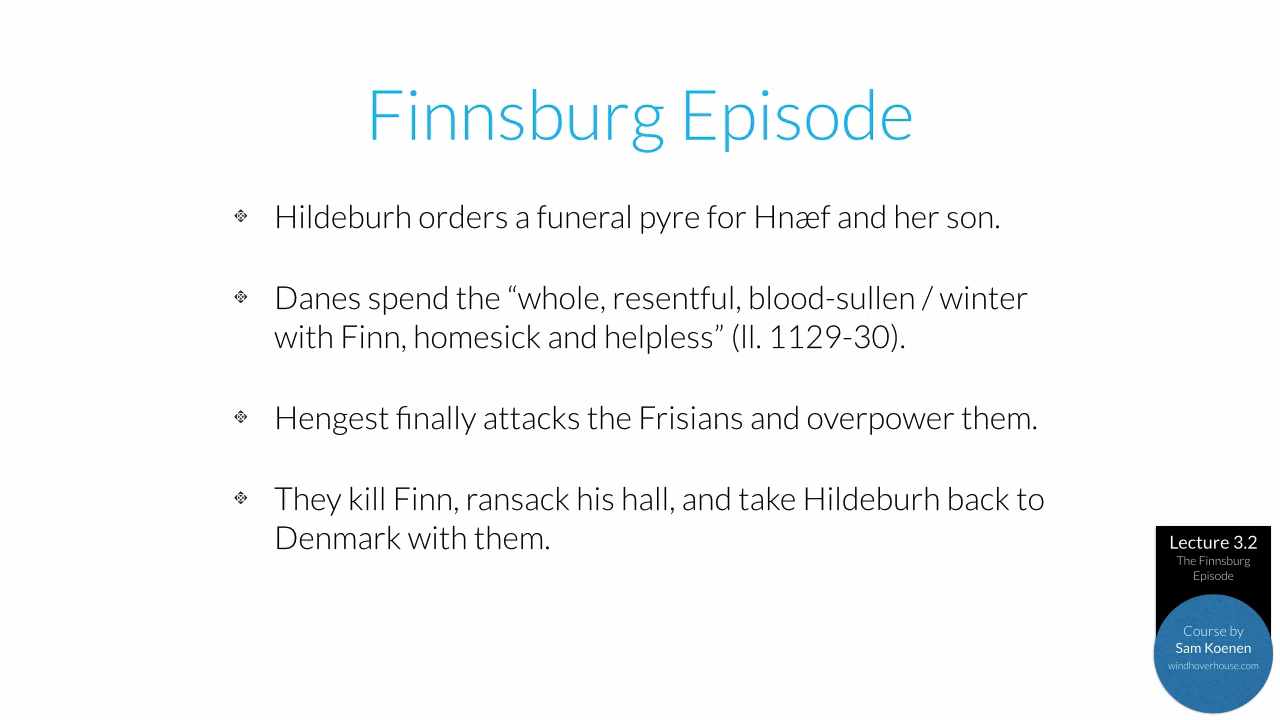 Finnsburg Episode
Hildeburh orders a funeral pyre for Hnæf and her son.
Danes spend the “whole, resentful, blood-sullen / winter
with Finn, homesick and helpless” (ll. 1129-30).
Hengest finally attacks the Frisians and overpower them.
They kill Finn, ransack his hall, and take Hildeburh back to
Denmark with them.
Lecture 3.2
The Finnsburg
Episode
Course by
Sam Koenen
windhoverhouse.com